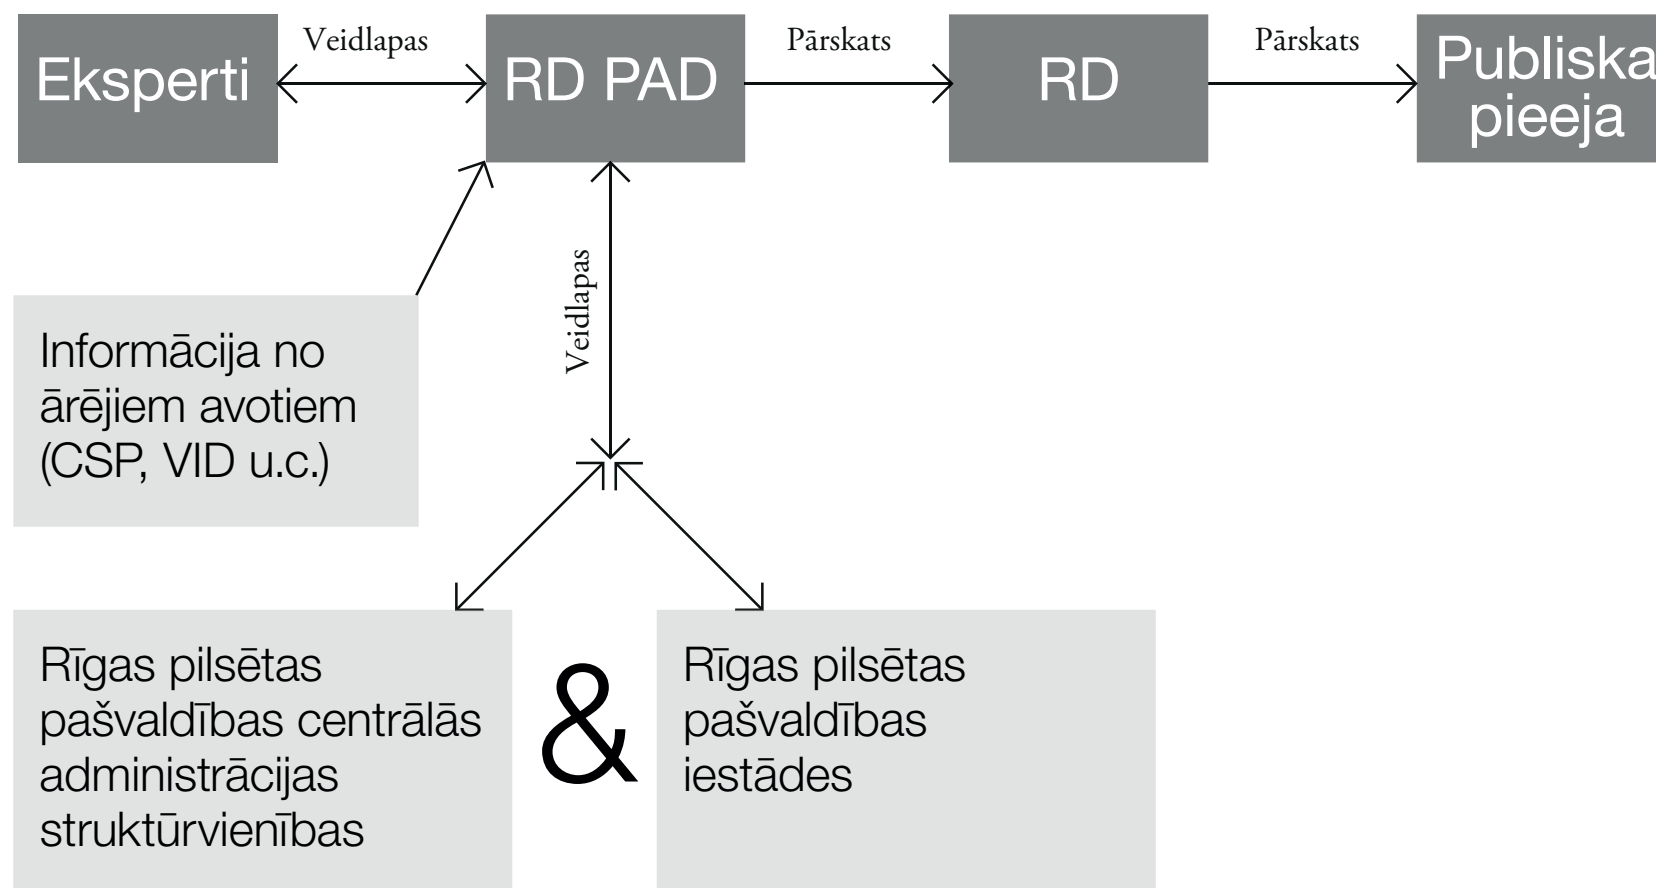 Eksperti
Veidlapas
RD PAD
Pārskats
RD
Pārskats
Publiska
pieeja
Veidlapas
Informācija no
ārējiem avotiem
(CSP, VID u.c.)
Rīgas pilsētas
pašvaldības centrālās
administrācijas
struktūrvienības
&
Rīgas pilsētas
pašvaldības
iestādes